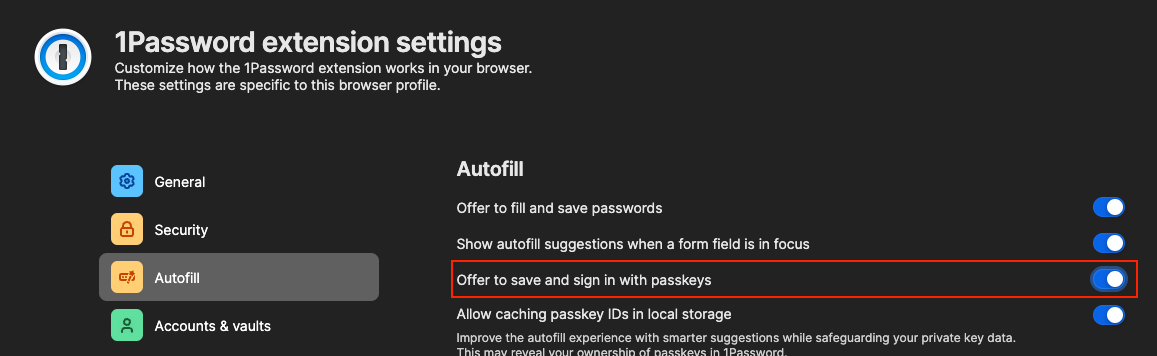 1Password extension settings
Customize how the 1Password extension works in your browser.
These settings are specific to this browser profile.
General
Security
Autofill
Accounts & vaults
Autofill
Offer to fill and save passwords
Show autofill suggestions when a form field is in focus
Offer to save and sign in with passkeys
Allow caching passkey IDs in local storage
Improve the autofill experience with smarter suggestions while safeguarding your private key data.
This may reveal your ownership of passkeys in 1Password.